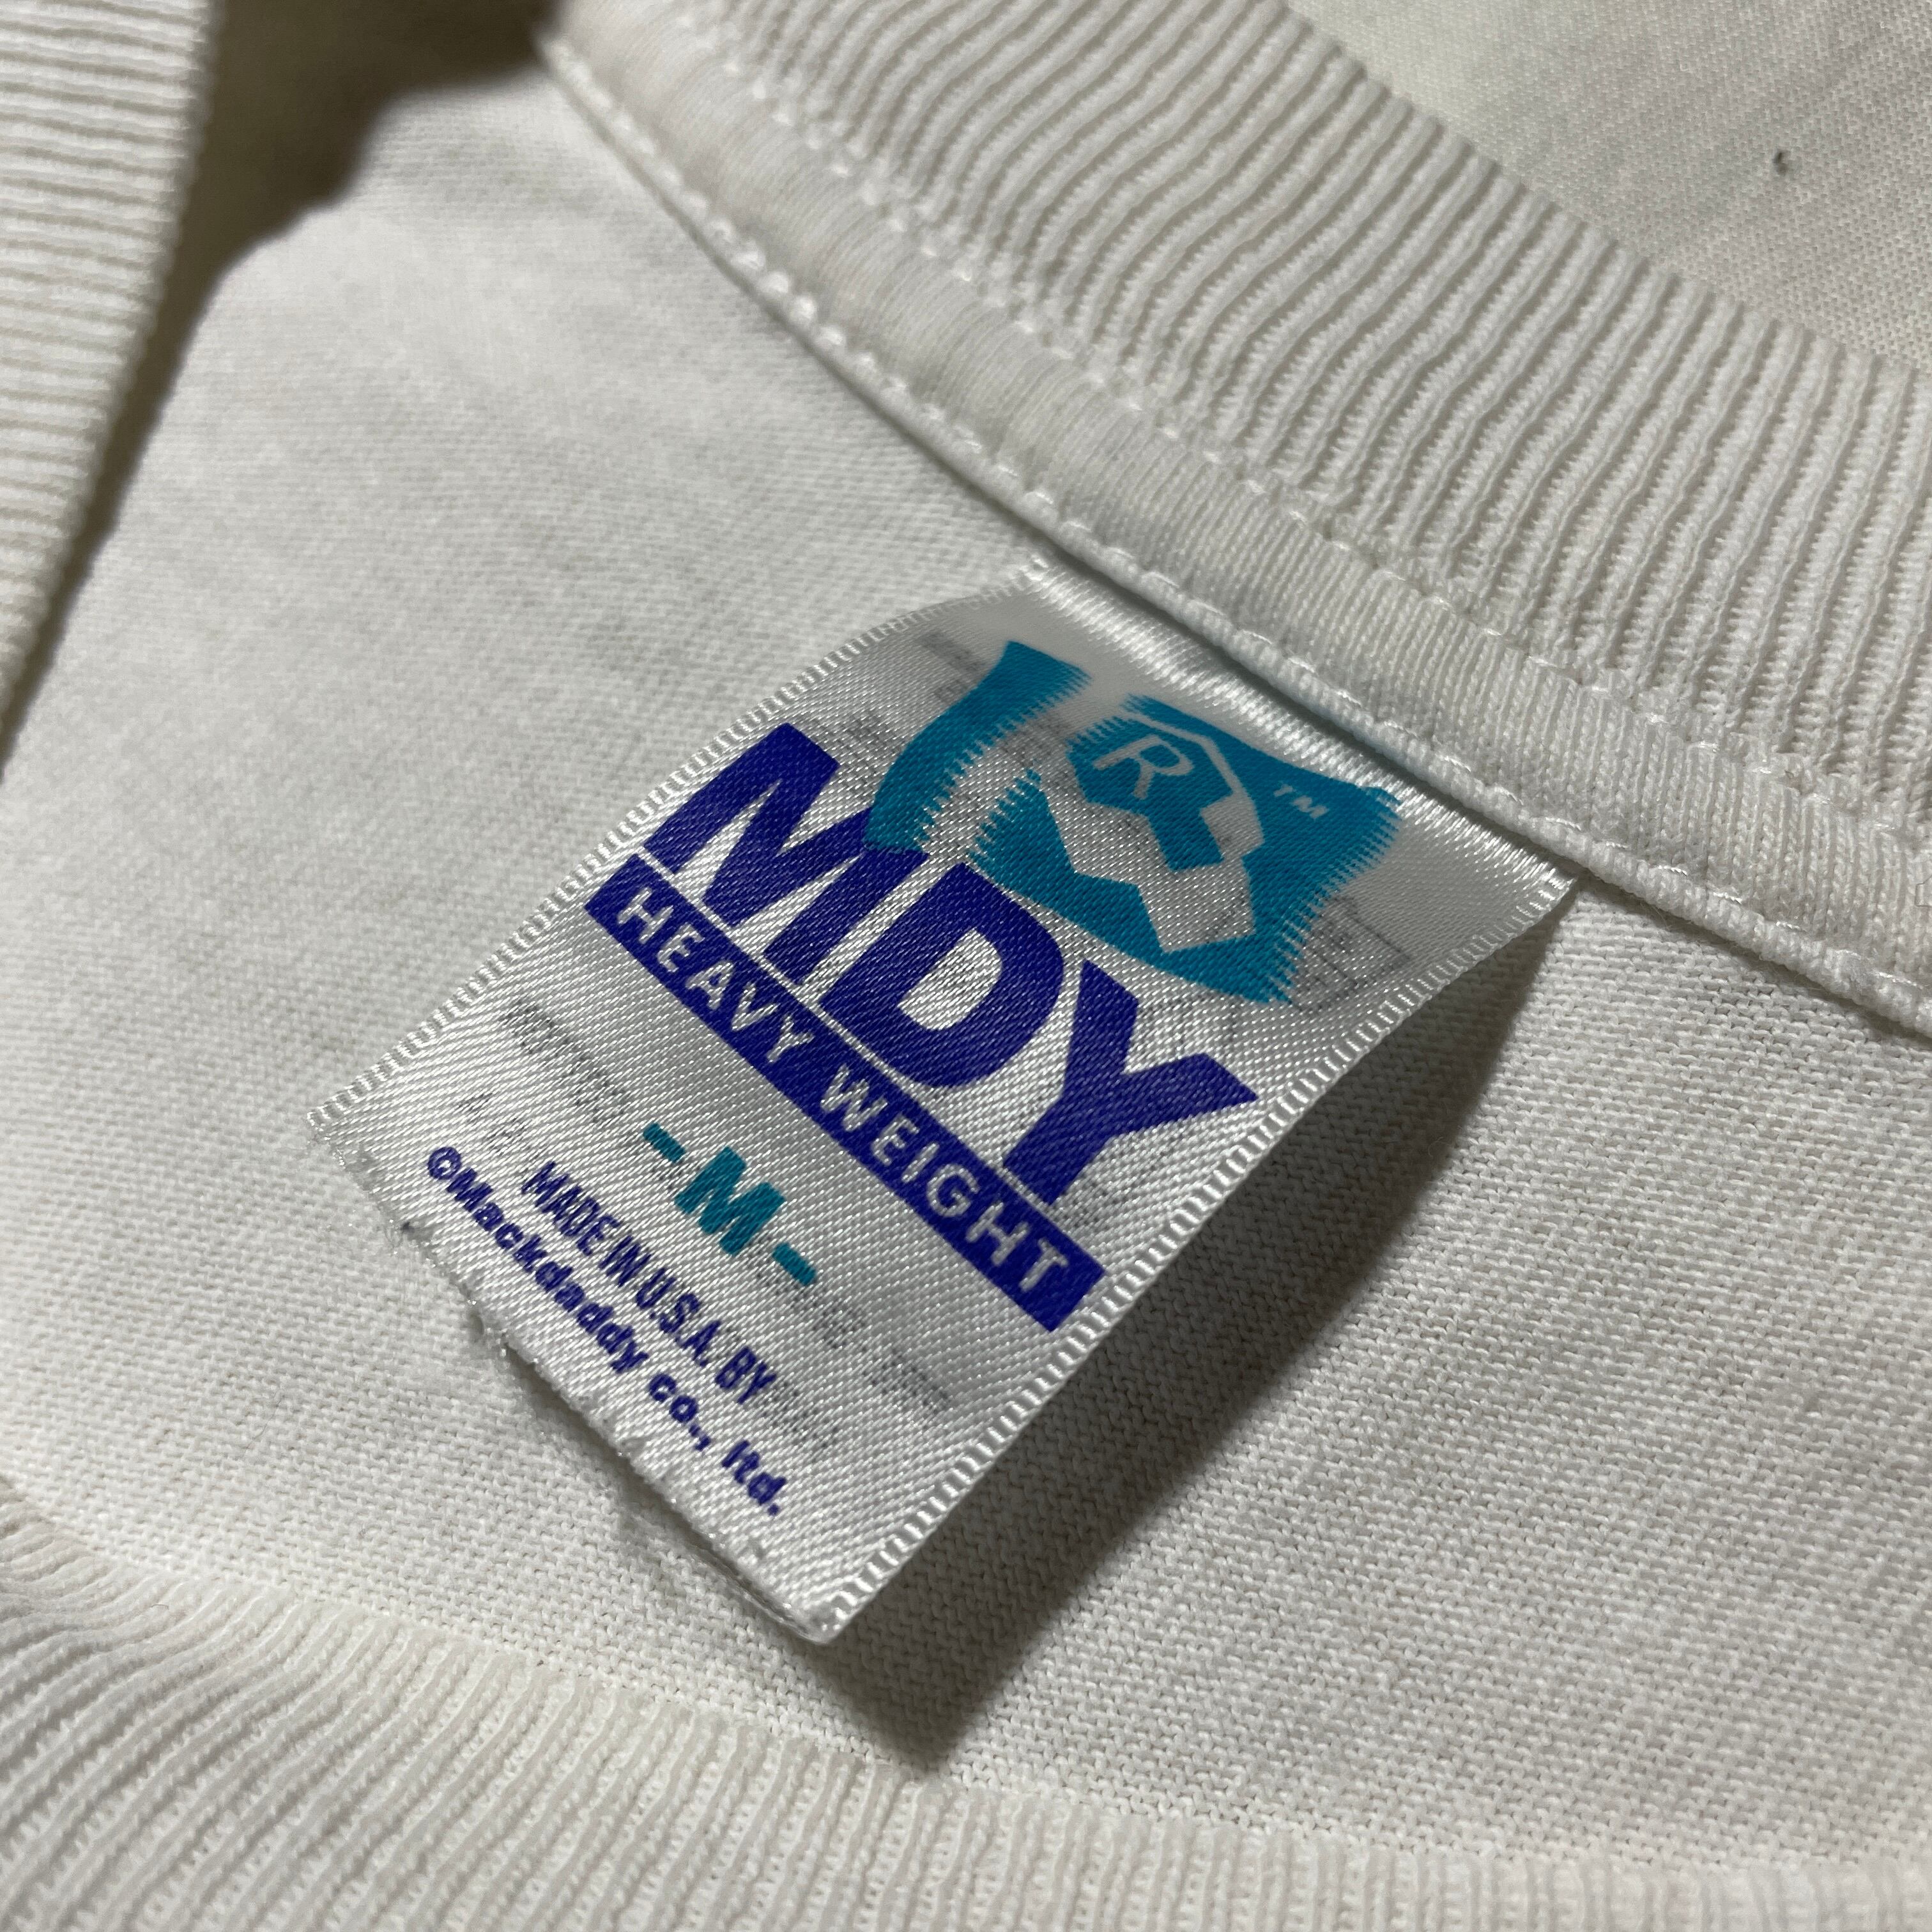 R ™
MDY
HEAVY WEIGHT
-M-
MADE IN U.S.A. BY
©Mackdaddy co., ltd.